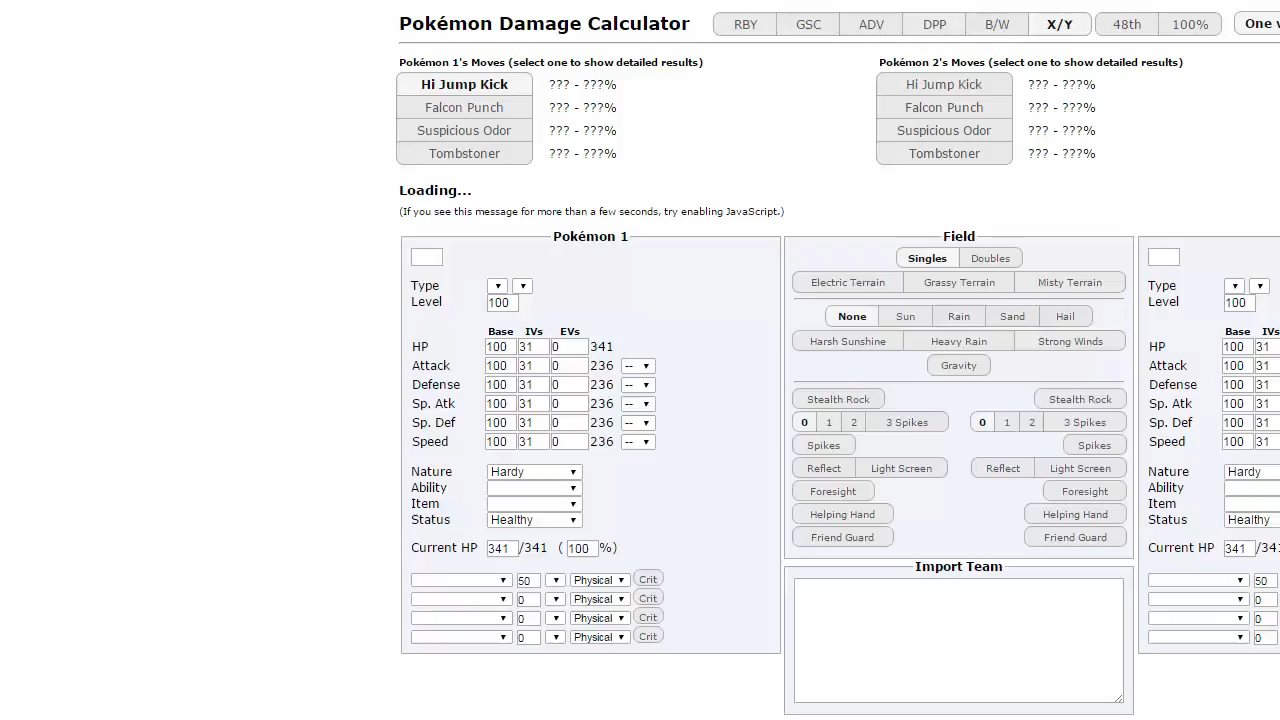 Pokémon Damage Calculator RBY GSC ADV DPP B/W X/Y 48th 100% One v
Pokémon 1's Moves (select one to show detailed results) Pokémon 2's Moves (select one to show detailed results)
Hi Jump Kick ??? - ???% Hi Jump Kick ??? - ???%
Falcon Punch ??? - ???% Falcon Punch ??? - ???%
Suspicious Odor ??? - ???% Suspicious Odor ??? - ???%
Tombstoner ??? - ???% Tombstoner ??? - ???%
Loading...
(If you see this message for more than a few seconds, try enabling JavaScript.)
Pokémon 1
Type
Level 100
Base IVs EVs
HP 100 31 0 341
Attack 100 31 0 236 --
Defense 100 31 0 236 --
Sp. Atk 100 31 0 236 --
Sp. Def 100 31 0 236 --
Speed 100 31 0 236 --
Nature Hardy
Ability
Item
Status Healthy
Current HP 341 /341 ( 100 %)
50 Physical Crit
0 Physical Crit
0 Physical Crit
0 Physical Crit
Field
Singles Doubles
Electric Terrain Grassy Terrain Misty Terrain
None Sun Rain Sand Hail
Harsh Sunshine Heavy Rain Strong Winds
Gravity
Stealth Rock Stealth Rock
0 1 2 3 Spikes 0 1 2 3 Spikes
Spikes Spikes
Reflect Light Screen Reflect Light Screen
Foresight Foresight
Helping Hand Helping Hand
Friend Guard Friend Guard
Import Team
Type
Level 100
Base IVs
HP 100 31
Attack 100 31
Defense 100 31
Sp. Atk 100 31
Sp. Def 100 31
Speed 100 31
Nature Hardy
Ability
Item
Status Healthy
Current HP 341 /341
50
0
0
0